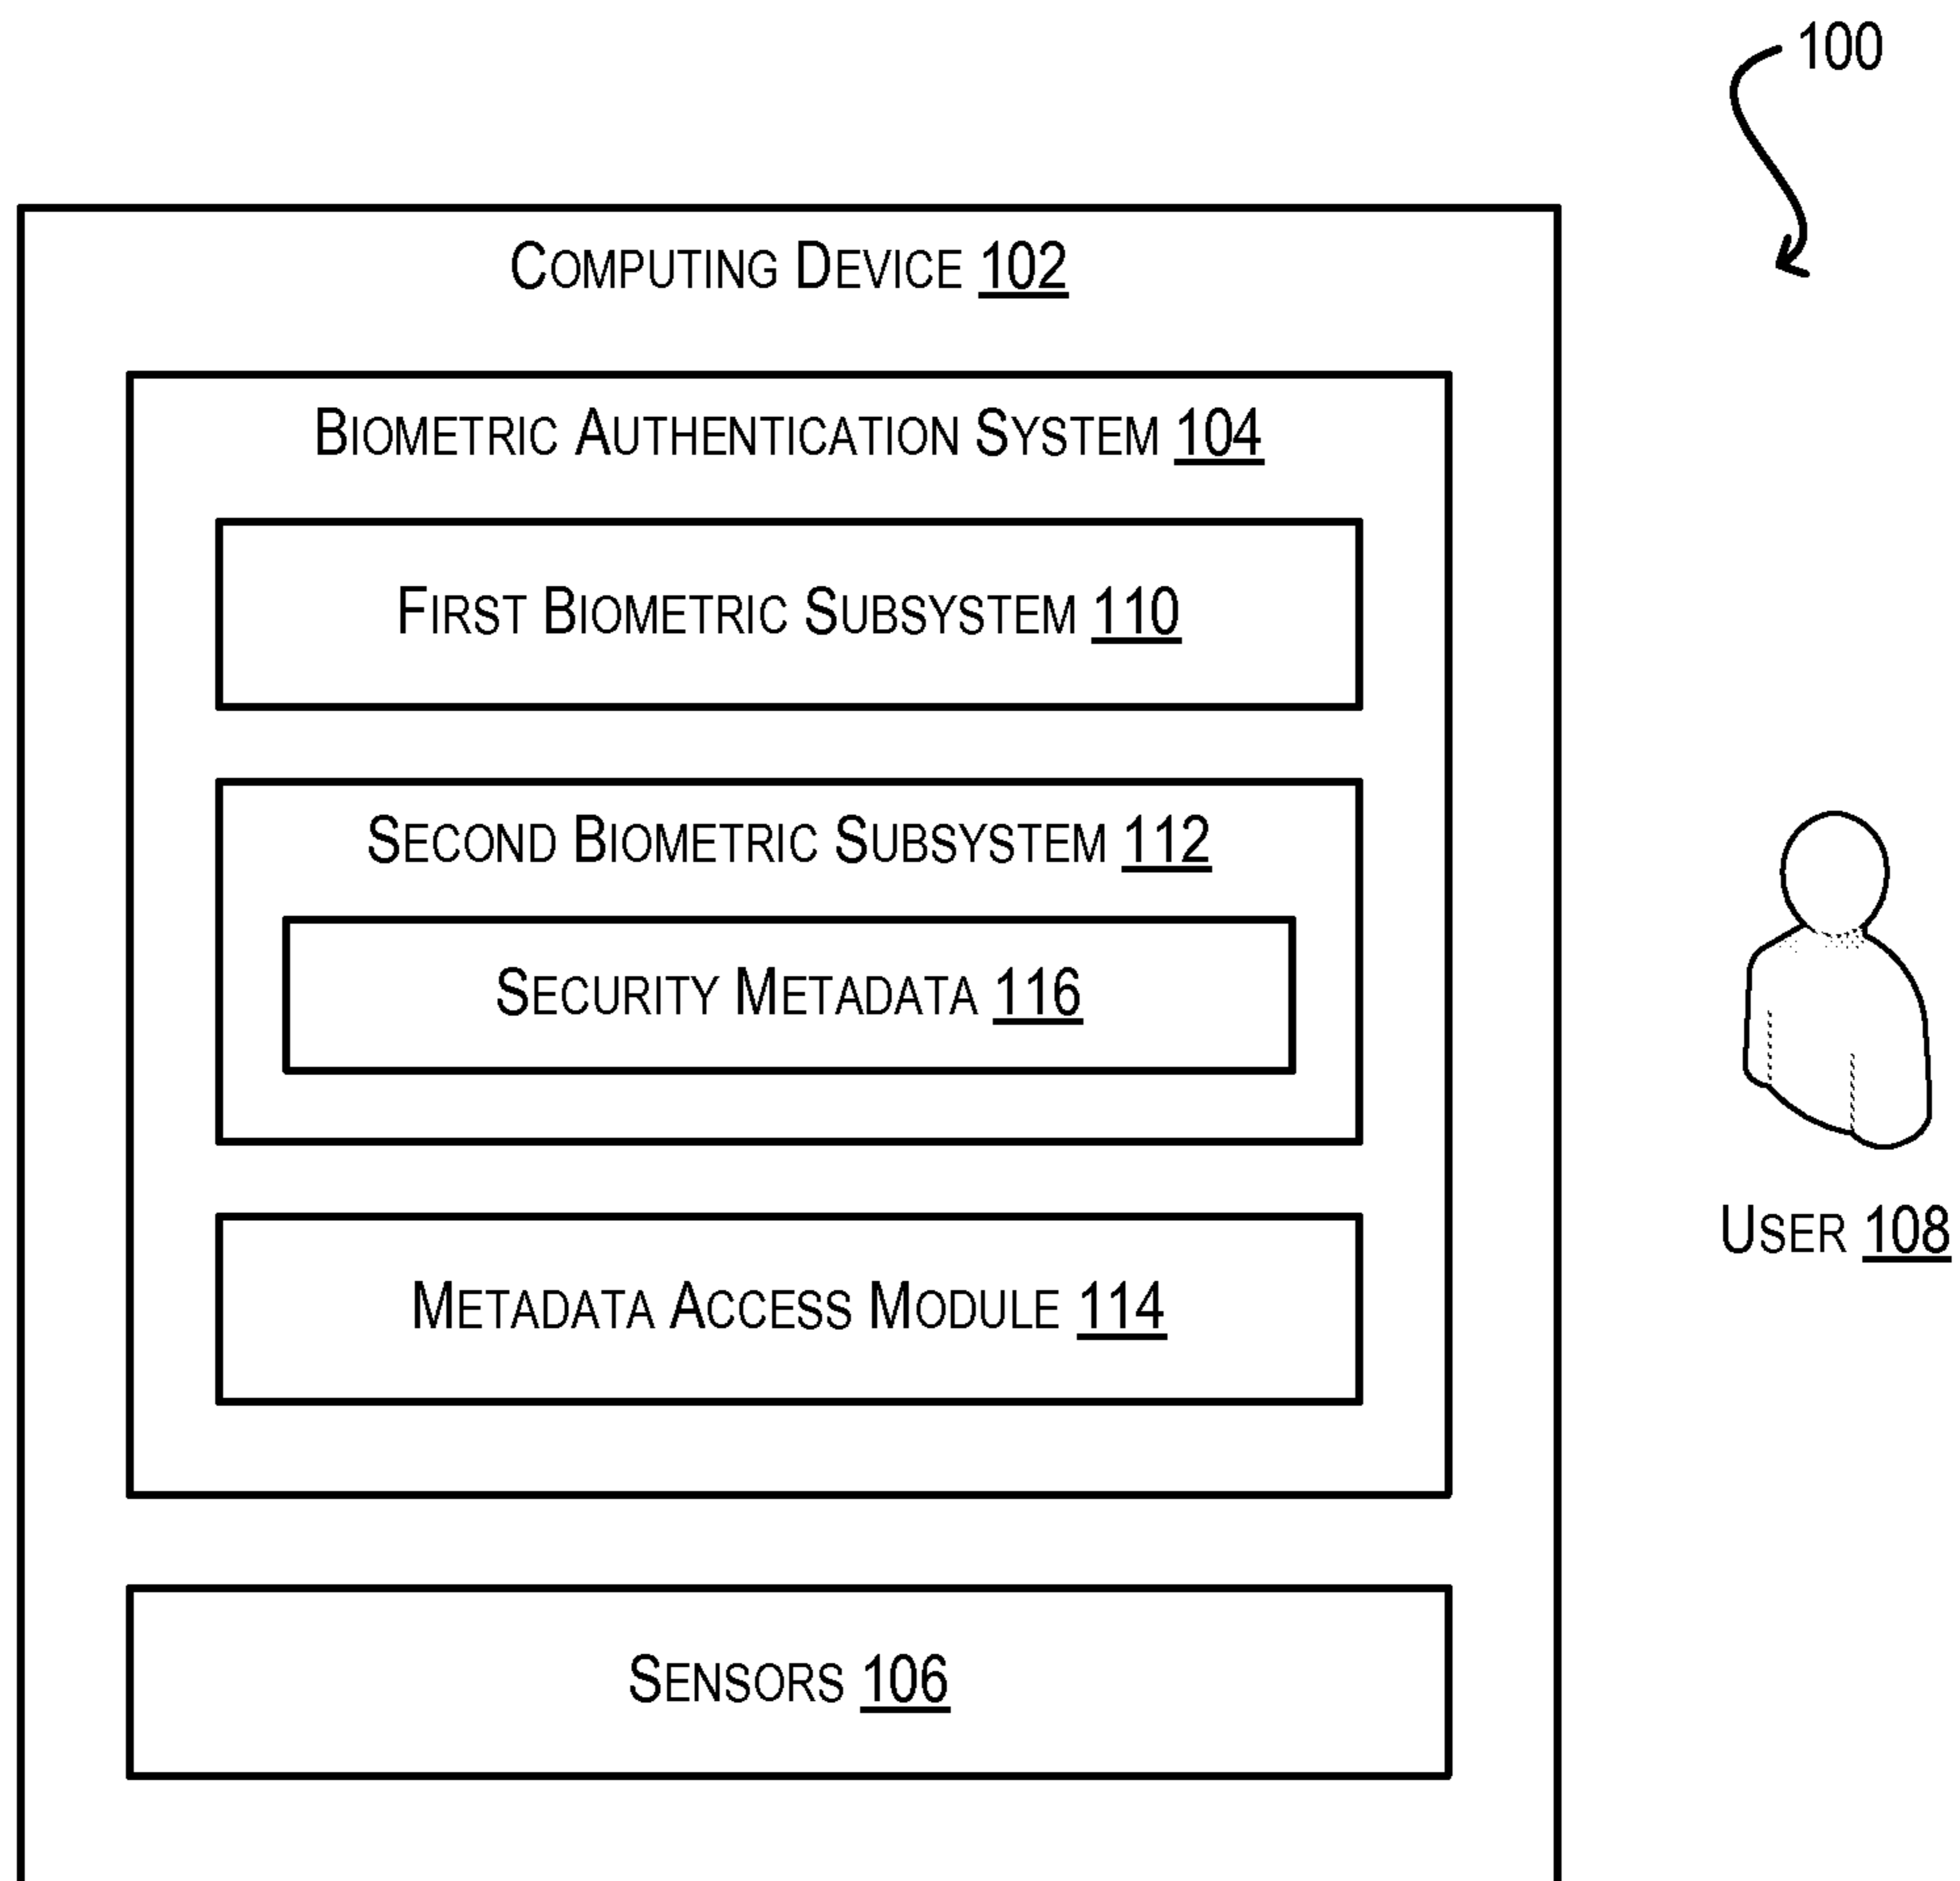 100
COMPUTING DEVICE 102
BIOMETRIC AUTHENTICATION SYSTEM 104
FIRST BIOMETRIC SUBSYSTEM 110
SECOND BIOMETRIC SUBSYSTEM 112
SECURITY METADATA 116
USER 108
METADATA ACCESS MODULE 114
SENSORS 106